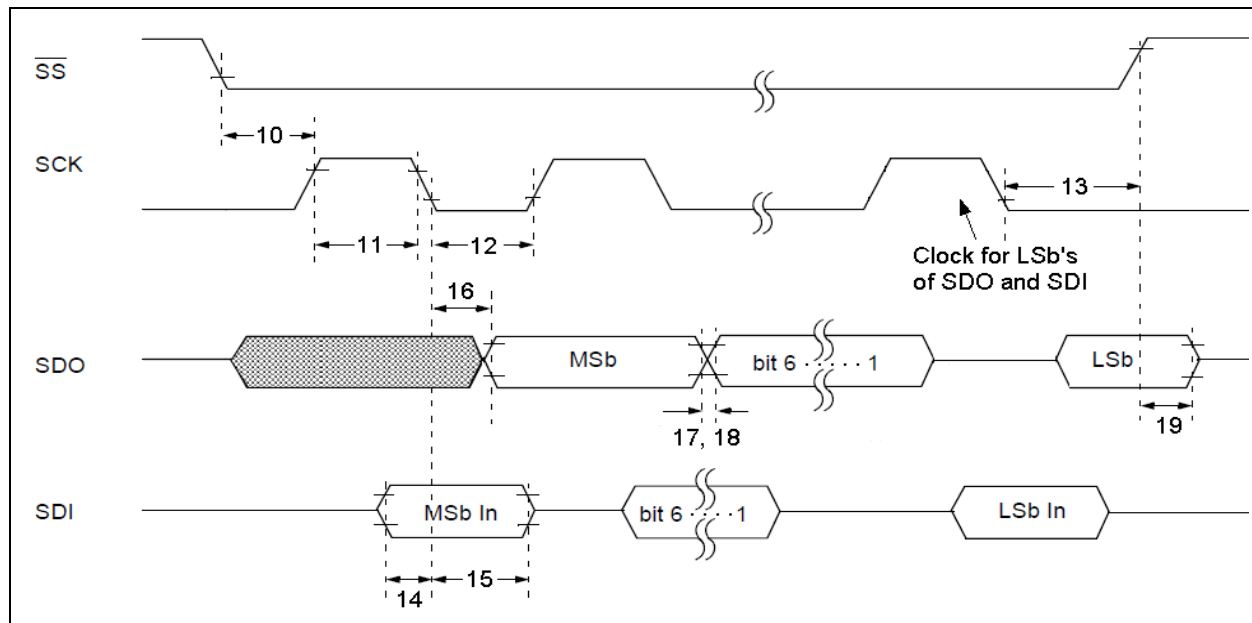 SS
10
SCK
13
11
12
Clock for LSb's
of SDO and SDI
16
SDO
MSb
bit 6 · · · · · 1
LSb
17, 18
19
SDI
MSb In
bit 6 · · · · 1
LSb In
14
15